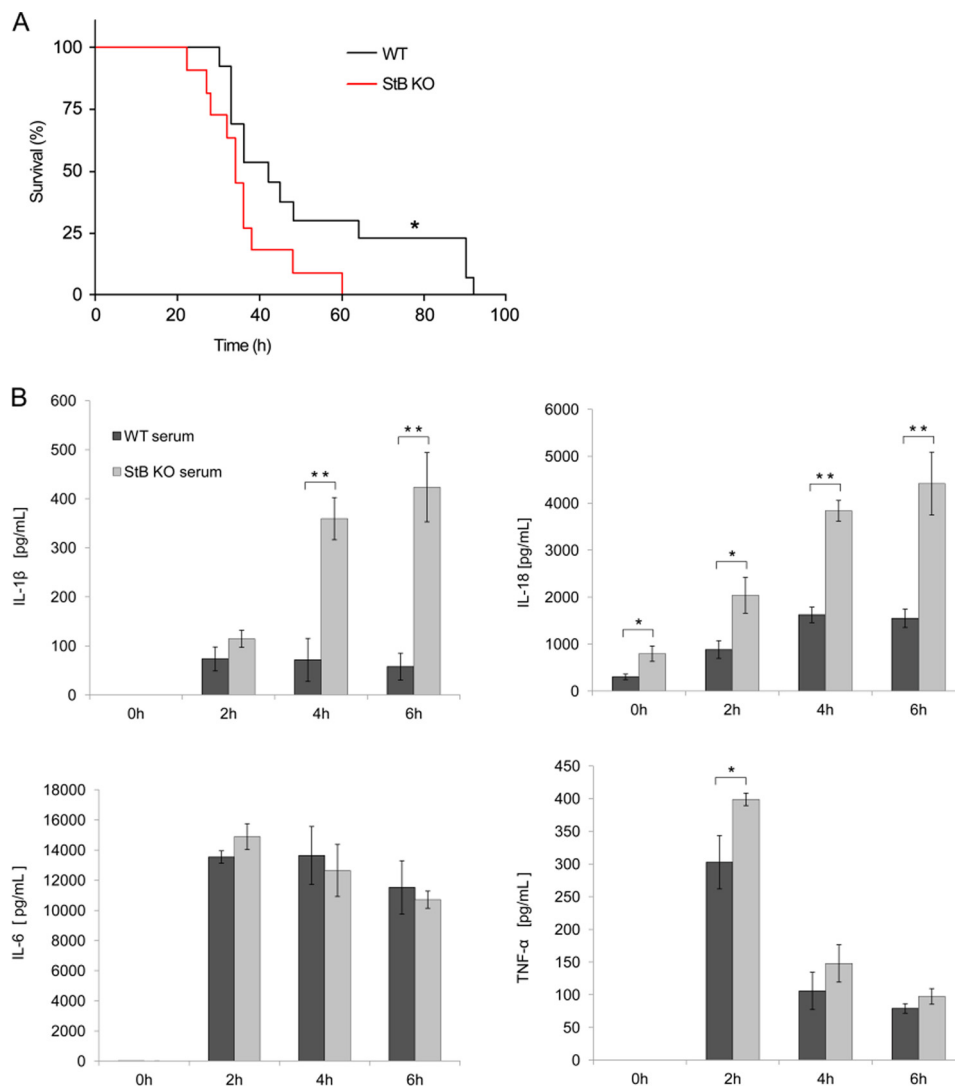 A
WT
StB KO
100
75
50
25
0
Survival (%)
*
0 20 40 60 80 100
Time (h)
B
600
500
400
300
200
100
0
IL-1β [pg/mL]
WT serum
StB KO serum
* *
* *
0h 2h 4h 6h
6000
5000
4000
3000
2000
1000
0
IL-18 [pg/mL]
*
*
* *
* *
0h 2h 4h 6h
18000
16000
14000
12000
10000
8000
6000
4000
2000
0
IL-6 [ pg/mL ]
0h 2h 4h 6h
450
400
350
300
250
200
150
100
50
0
TNF-α [pg/mL]
*
0h 2h 4h 6h